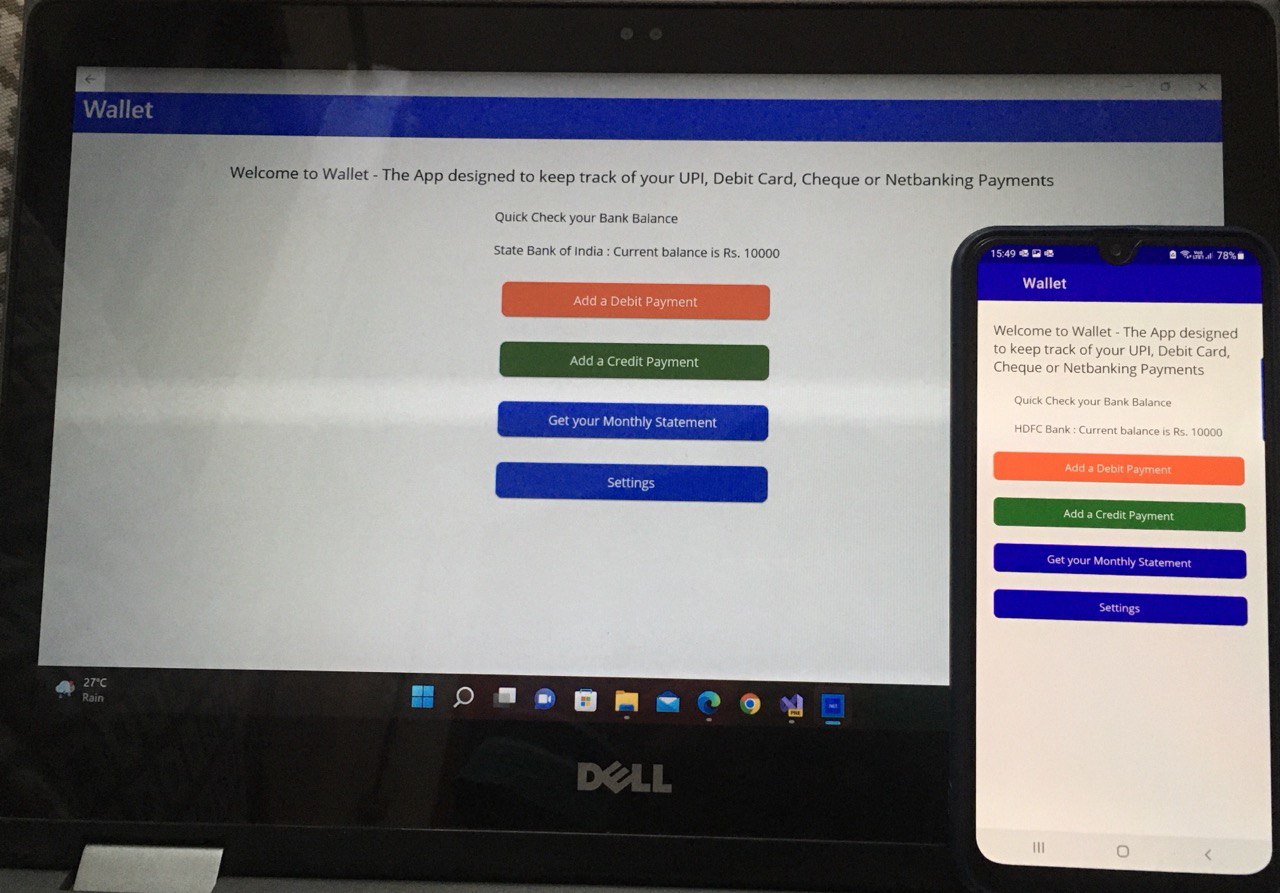 Wallet
Welcome to Wallet - The App designed to keep track of your UPI, Debit Card, Cheque or Netbanking Payments
Quick Check your Bank Balance
State Bank of India : Current balance is Rs. 10000
Add a Debit Payment
Add a Credit Payment
Get your Monthly Statement
Settings
27°C
Rain
PRE
.NET
DELL
15:49
78%
Wallet
Welcome to Wallet - The App designed
to keep track of your UPI, Debit Card,
Cheque or Netbanking Payments
Quick Check your Bank Balance
HDFC Bank : Current balance is Rs. 10000
Add a Debit Payment
Add a Credit Payment
Get your Monthly Statement
Settings